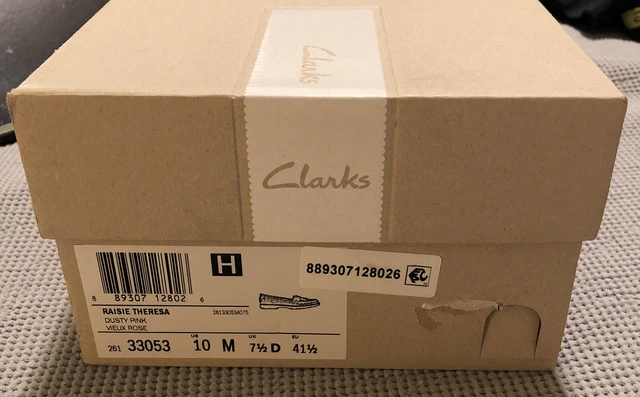 Clarks
Clarks
H
889307128026
8 89307 12802 6
RAISIE THERESA 261330534075
DUSTY PINK
VIEUX ROSE
US UK EU
261 33053 10 M 7½ D 41½